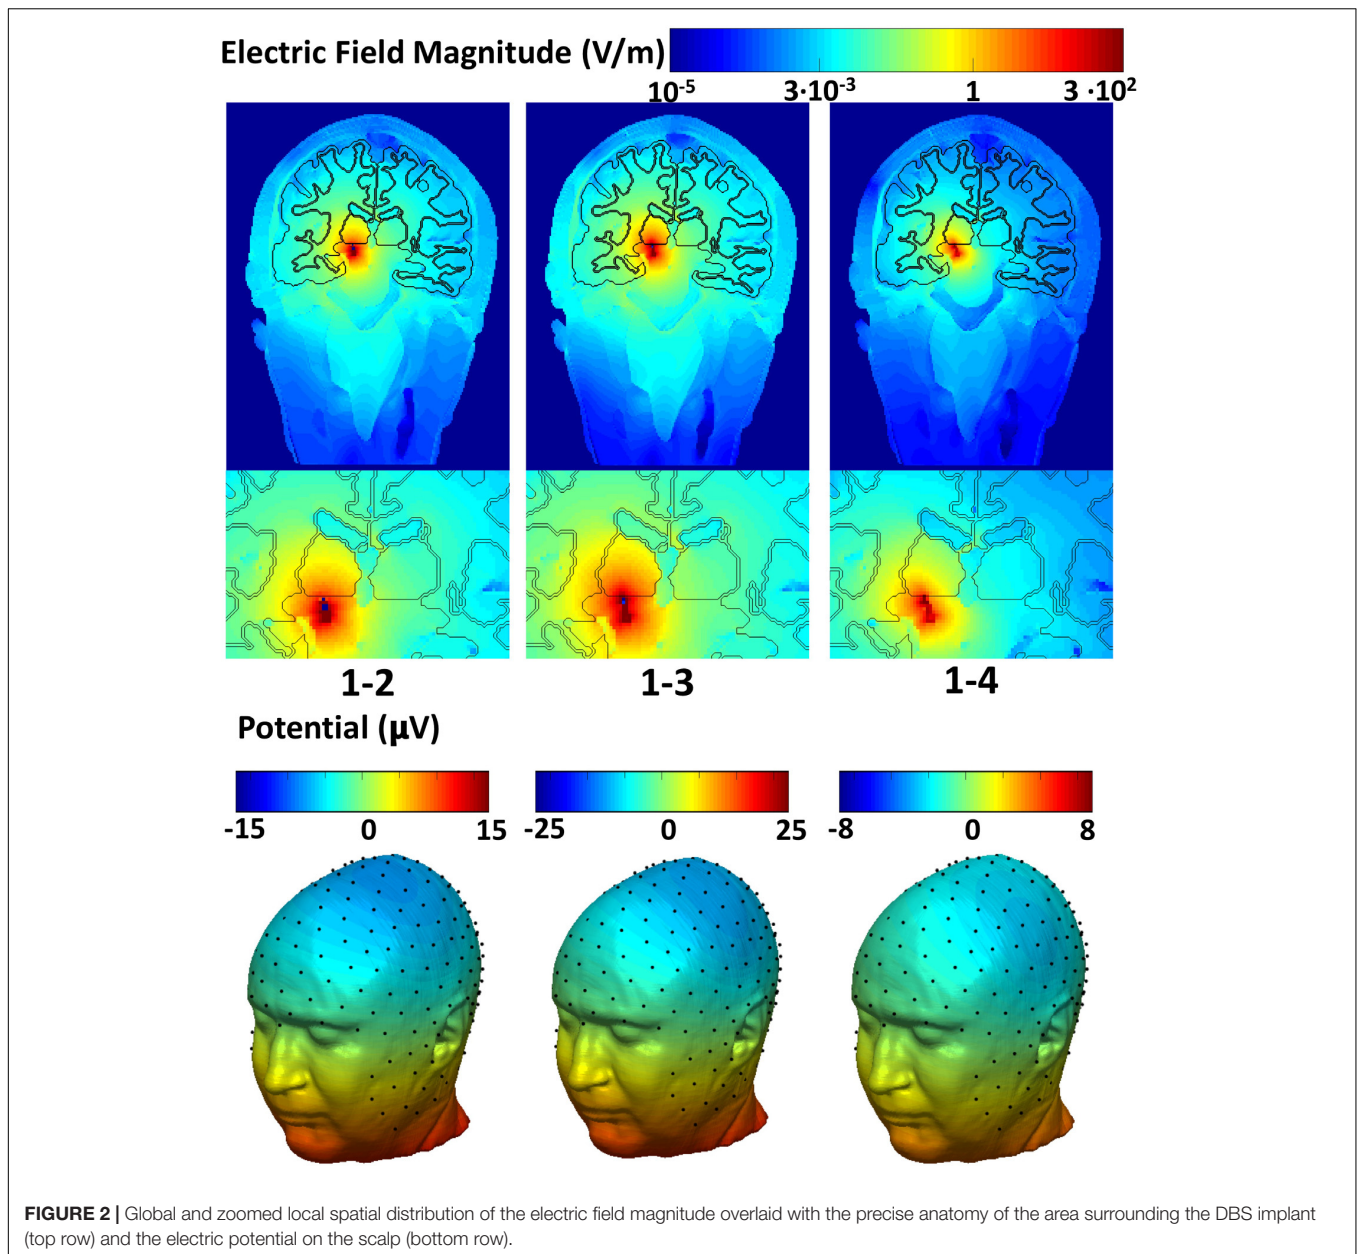 Electric Field Magnitude (V/m)
10⁻⁵ 3·10⁻³ 1 3 ·10²
1-2 1-3 1-4
Potential (µV)
-15 0 15 -25 0 25 -8 0 8
FIGURE 2 | Global and zoomed local spatial distribution of the electric field magnitude overlaid with the precise anatomy of the area surrounding the DBS implant
(top row) and the electric potential on the scalp (bottom row).